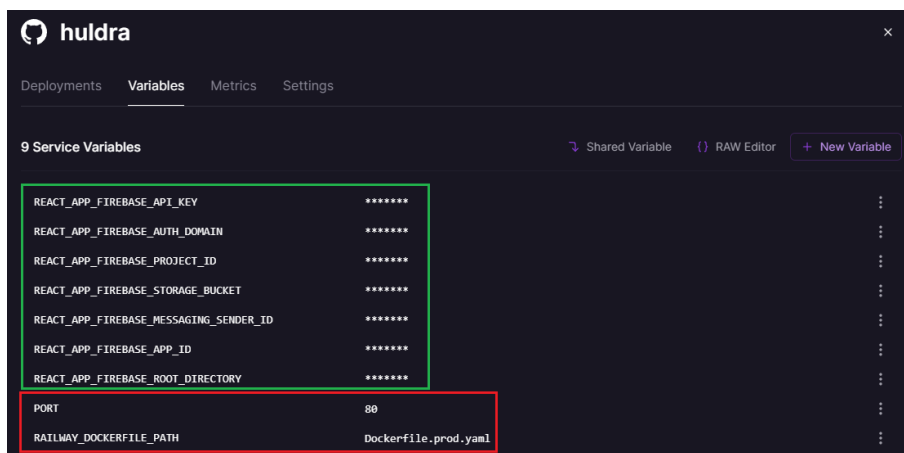 huldra
Deployments Variables Metrics Settings
9 Service Variables Shared Variable {} RAW Editor + New Variable
REACT_APP_FIREBASE_API_KEY *******
REACT_APP_FIREBASE_AUTH_DOMAIN *******
REACT_APP_FIREBASE_PROJECT_ID *******
REACT_APP_FIREBASE_STORAGE_BUCKET *******
REACT_APP_FIREBASE_MESSAGING_SENDER_ID *******
REACT_APP_FIREBASE_APP_ID *******
REACT_APP_FIREBASE_ROOT_DIRECTORY *******
PORT 80
RAILWAY_DOCKERFILE_PATH Dockerfile.prod.yaml